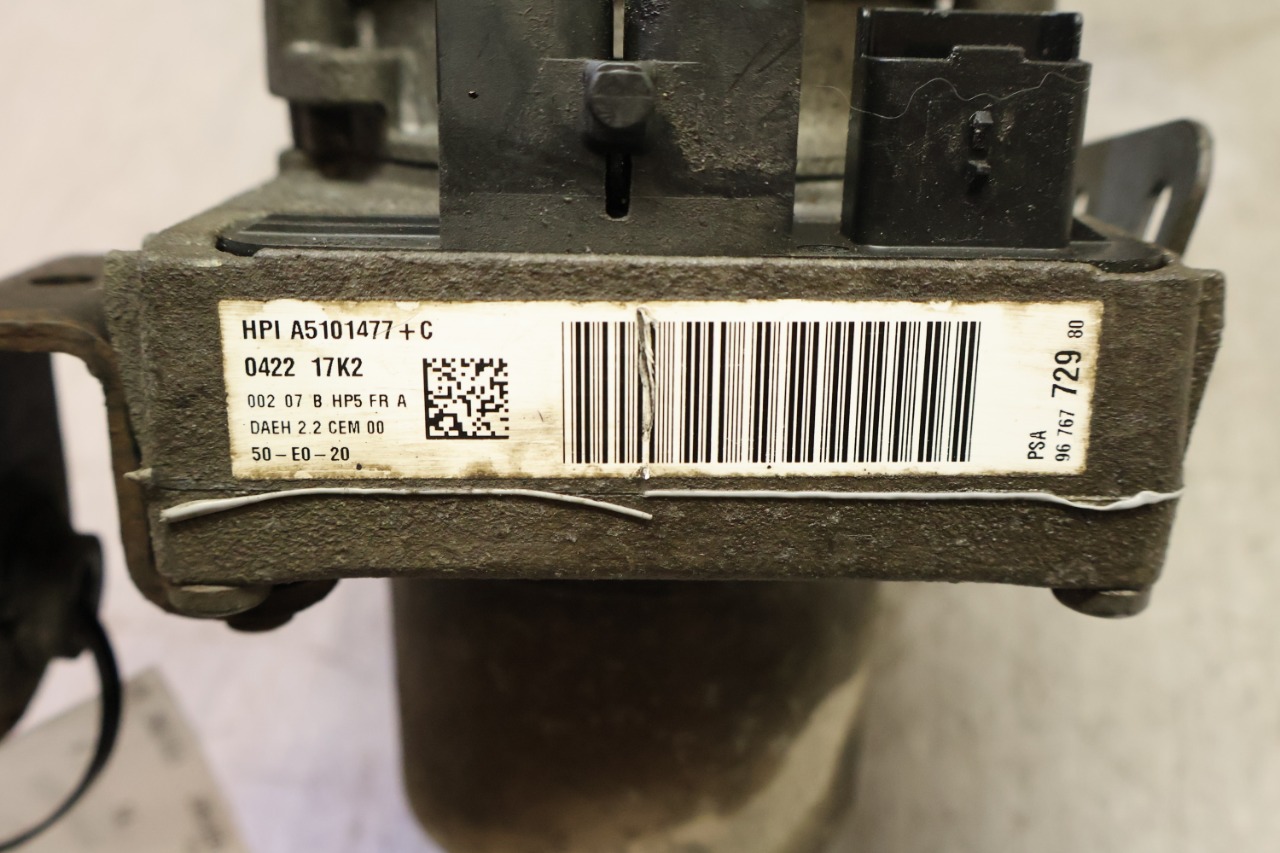 HPI A5101477+C
0422 17K2
002 07 B HP5 FR A
DAEH 2.2 CEM 00
50-E0-20
PSA
96 767 729 80